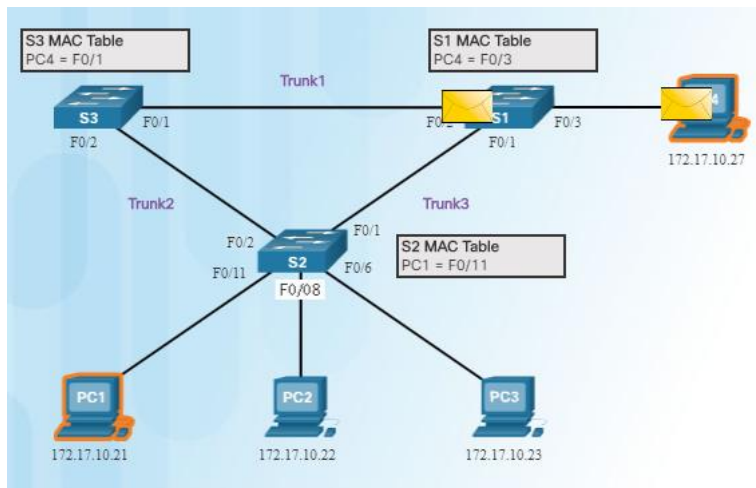 S3 MAC Table
PC4 = F0/1
S1 MAC Table
PC4 = F0/3
Trunk1
S3
F0/1
F0/2
S1
F0/3
F0/1
4
172.17.10.27
Trunk2
Trunk3
F0/2
F0/1
S2
F0/11
F0/6
F0/08
S2 MAC Table
PC1 = F0/11
PC1
PC2
PC3
172.17.10.21
172.17.10.22
172.17.10.23